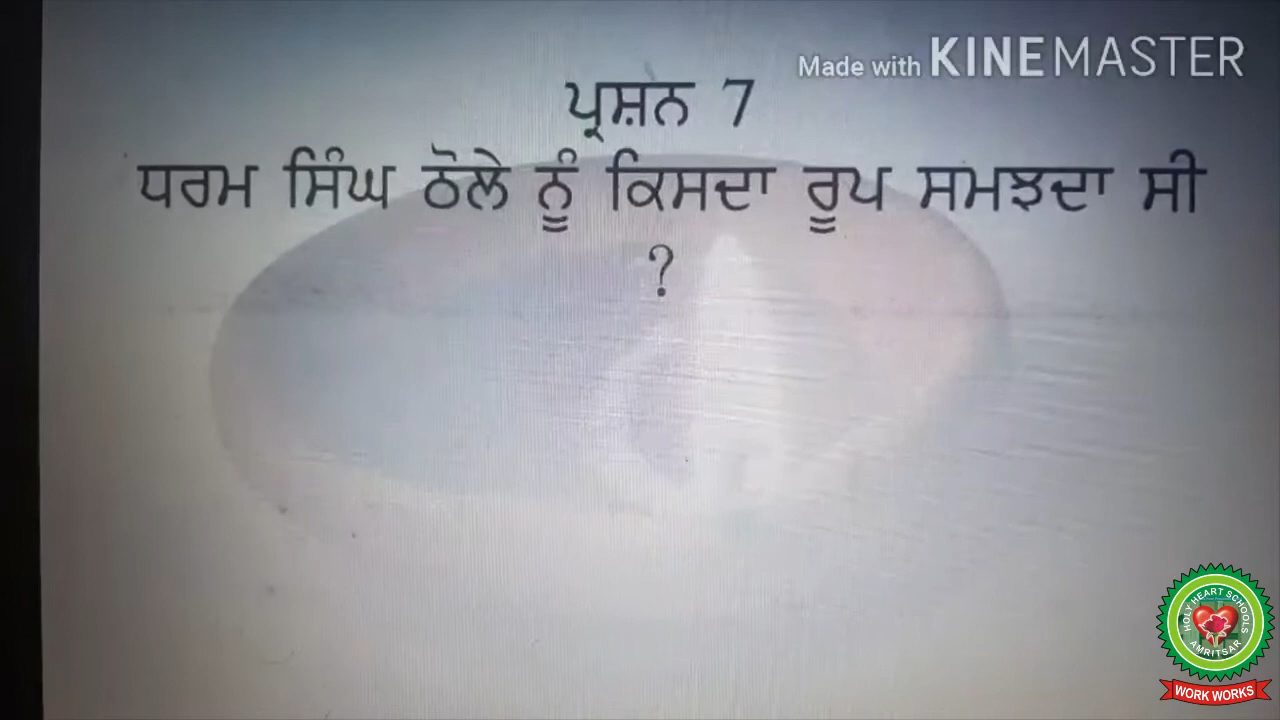 Made with KINEMASTER
ਪ੍ਰਸ਼ਨ 7
ਧਰਮ ਸਿੰਘ ਠੋਲੇ ਨੂੰ ਕਿਸਦਾ ਰੂਪ ਸਮਝਦਾ ਸੀ
?
HOLY HEART SCHOOLS
AMRITSAR
WORK WORKS